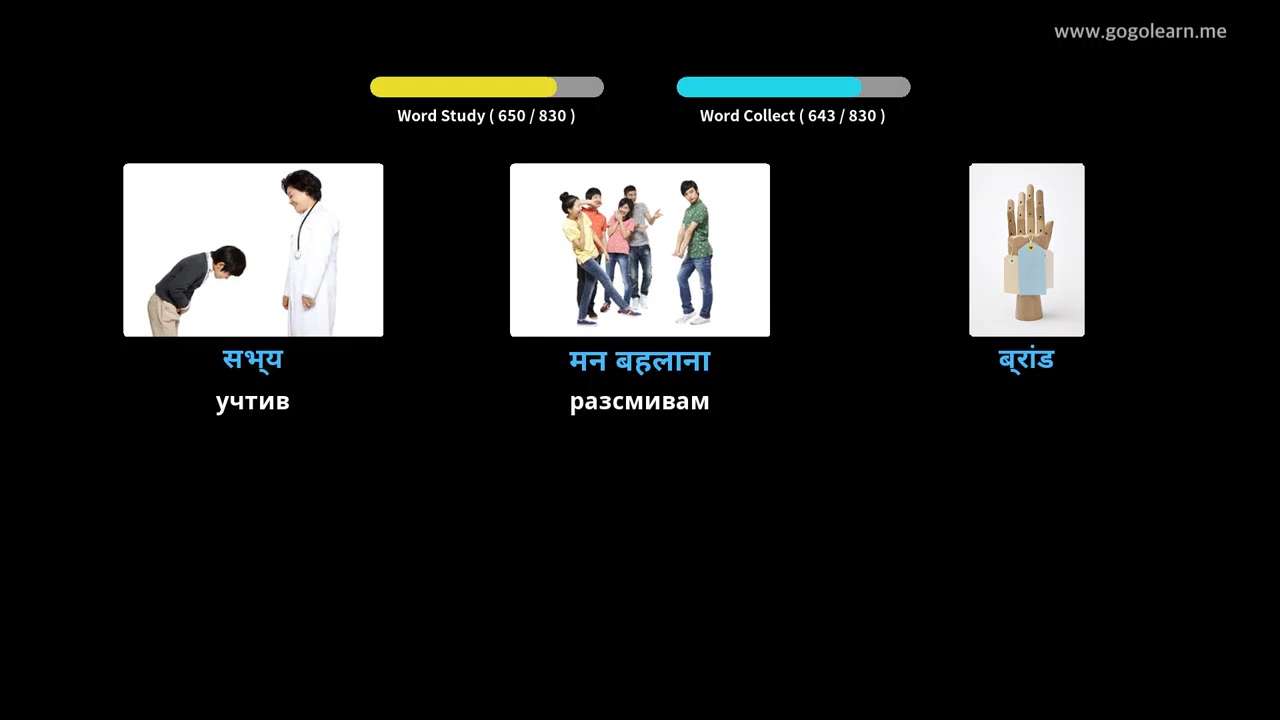 www.gogolearn.me
Word Study ( 650 / 830 )
Word Collect ( 643 / 830 )
सभ्य
मन बहलाना
ब्रांड
учтив
разсмивам